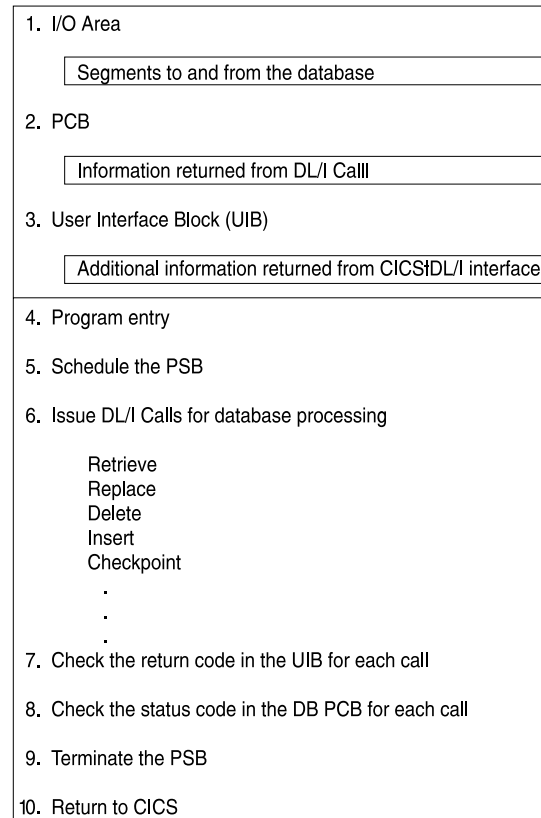 1. I/O Area
Segments to and from the database
2. PCB
Information returned from DL/I Calll
3. User Interface Block (UIB)
Additional information returned from CICS†DL/I interface
4. Program entry
5. Schedule the PSB
6. Issue DL/I Calls for database processing
Retrieve
Replace
Delete
Insert
Checkpoint
.
.
.
7. Check the return code in the UIB for each call
8. Check the status code in the DB PCB for each call
9. Terminate the PSB
10. Return to CICS